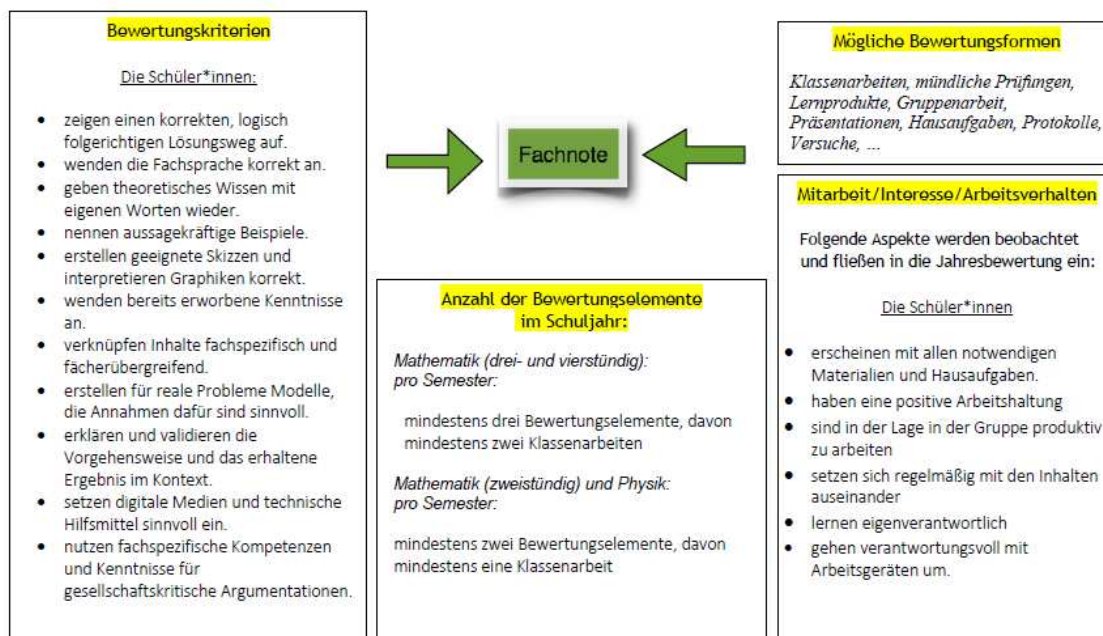 Bewertungskriterien
Die Schüler*innen:
• zeigen einen korrekten, logisch
folgerichtigen Lösungsweg auf.
• wenden die Fachsprache korrekt an.
• geben theoretisches Wissen mit
eigenen Worten wieder.
• nennen aussagekräftige Beispiele.
• erstellen geeignete Skizzen und
interpretieren Graphiken korrekt.
• wenden bereits erworbene Kenntnisse
an.
• verknüpfen Inhalte fachspezifisch und
fächerübergreifend.
• erstellen für reale Probleme Modelle,
die Annahmen dafür sind sinnvoll.
• erklären und validieren die
Vorgehensweise und das erhaltene
Ergebnis im Kontext.
• setzen digitale Medien und technische
Hilfsmittel sinnvoll ein.
• nutzen fachspezifische Kompetenzen
und Kenntnisse für
gesellschaftskritische Argumentationen.
Fachnote
Anzahl der Bewertungselemente
im Schuljahr:
Mathematik (drei- und vierstündig):
pro Semester:
mindestens drei Bewertungselemente, davon
mindestens zwei Klassenarbeiten
Mathematik (zweistündig) und Physik:
pro Semester:
mindestens zwei Bewertungselemente, davon
mindestens eine Klassenarbeit
Mögliche Bewertungsformen
Klassenarbeiten, mündliche Prüfungen,
Lernprodukte, Gruppenarbeit,
Präsentationen, Hausaufgaben, Protokolle,
Versuche, …
Mitarbeit/Interesse/Arbeitsverhalten
Folgende Aspekte werden beobachtet
und fließen in die Jahresbewertung ein:
Die Schüler*innen
• erscheinen mit allen notwendigen
Materialien und Hausaufgaben.
• haben eine positive Arbeitshaltung
• sind in der Lage in der Gruppe produktiv
zu arbeiten
• setzen sich regelmäßig mit den Inhalten
auseinander
• lernen eigenverantwortlich
• gehen verantwortungsvoll mit
Arbeitsgeräten um.